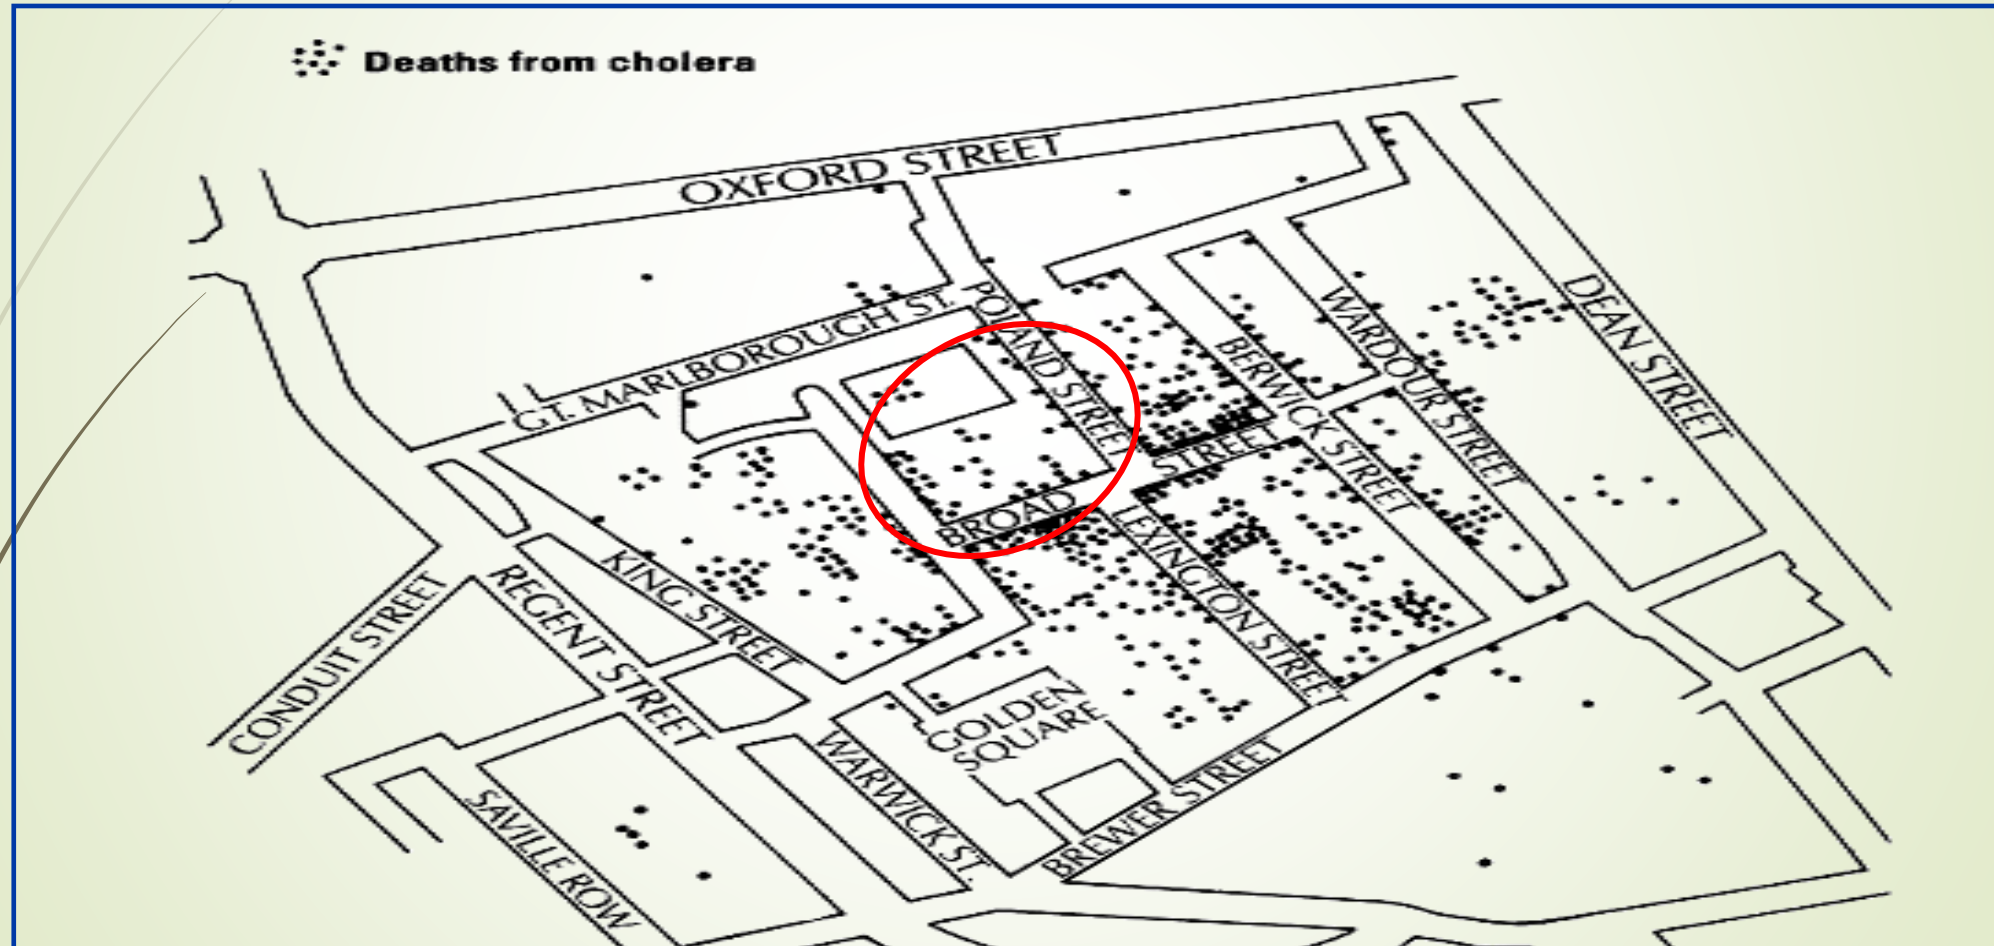 Deaths from cholera
OXFORD STREET
GT. MARLBOROUGH ST.
POLAND STREET
BERWICK STREET
WARDOUR STREET
DEAN STREET
BROAD
STREET
LEXINGTON STREET
KING STREET
REGENT STREET
CONDUIT STREET
GOLDEN
SQUARE
WARWICK ST.
BREWER STREET
SAVILLE ROW